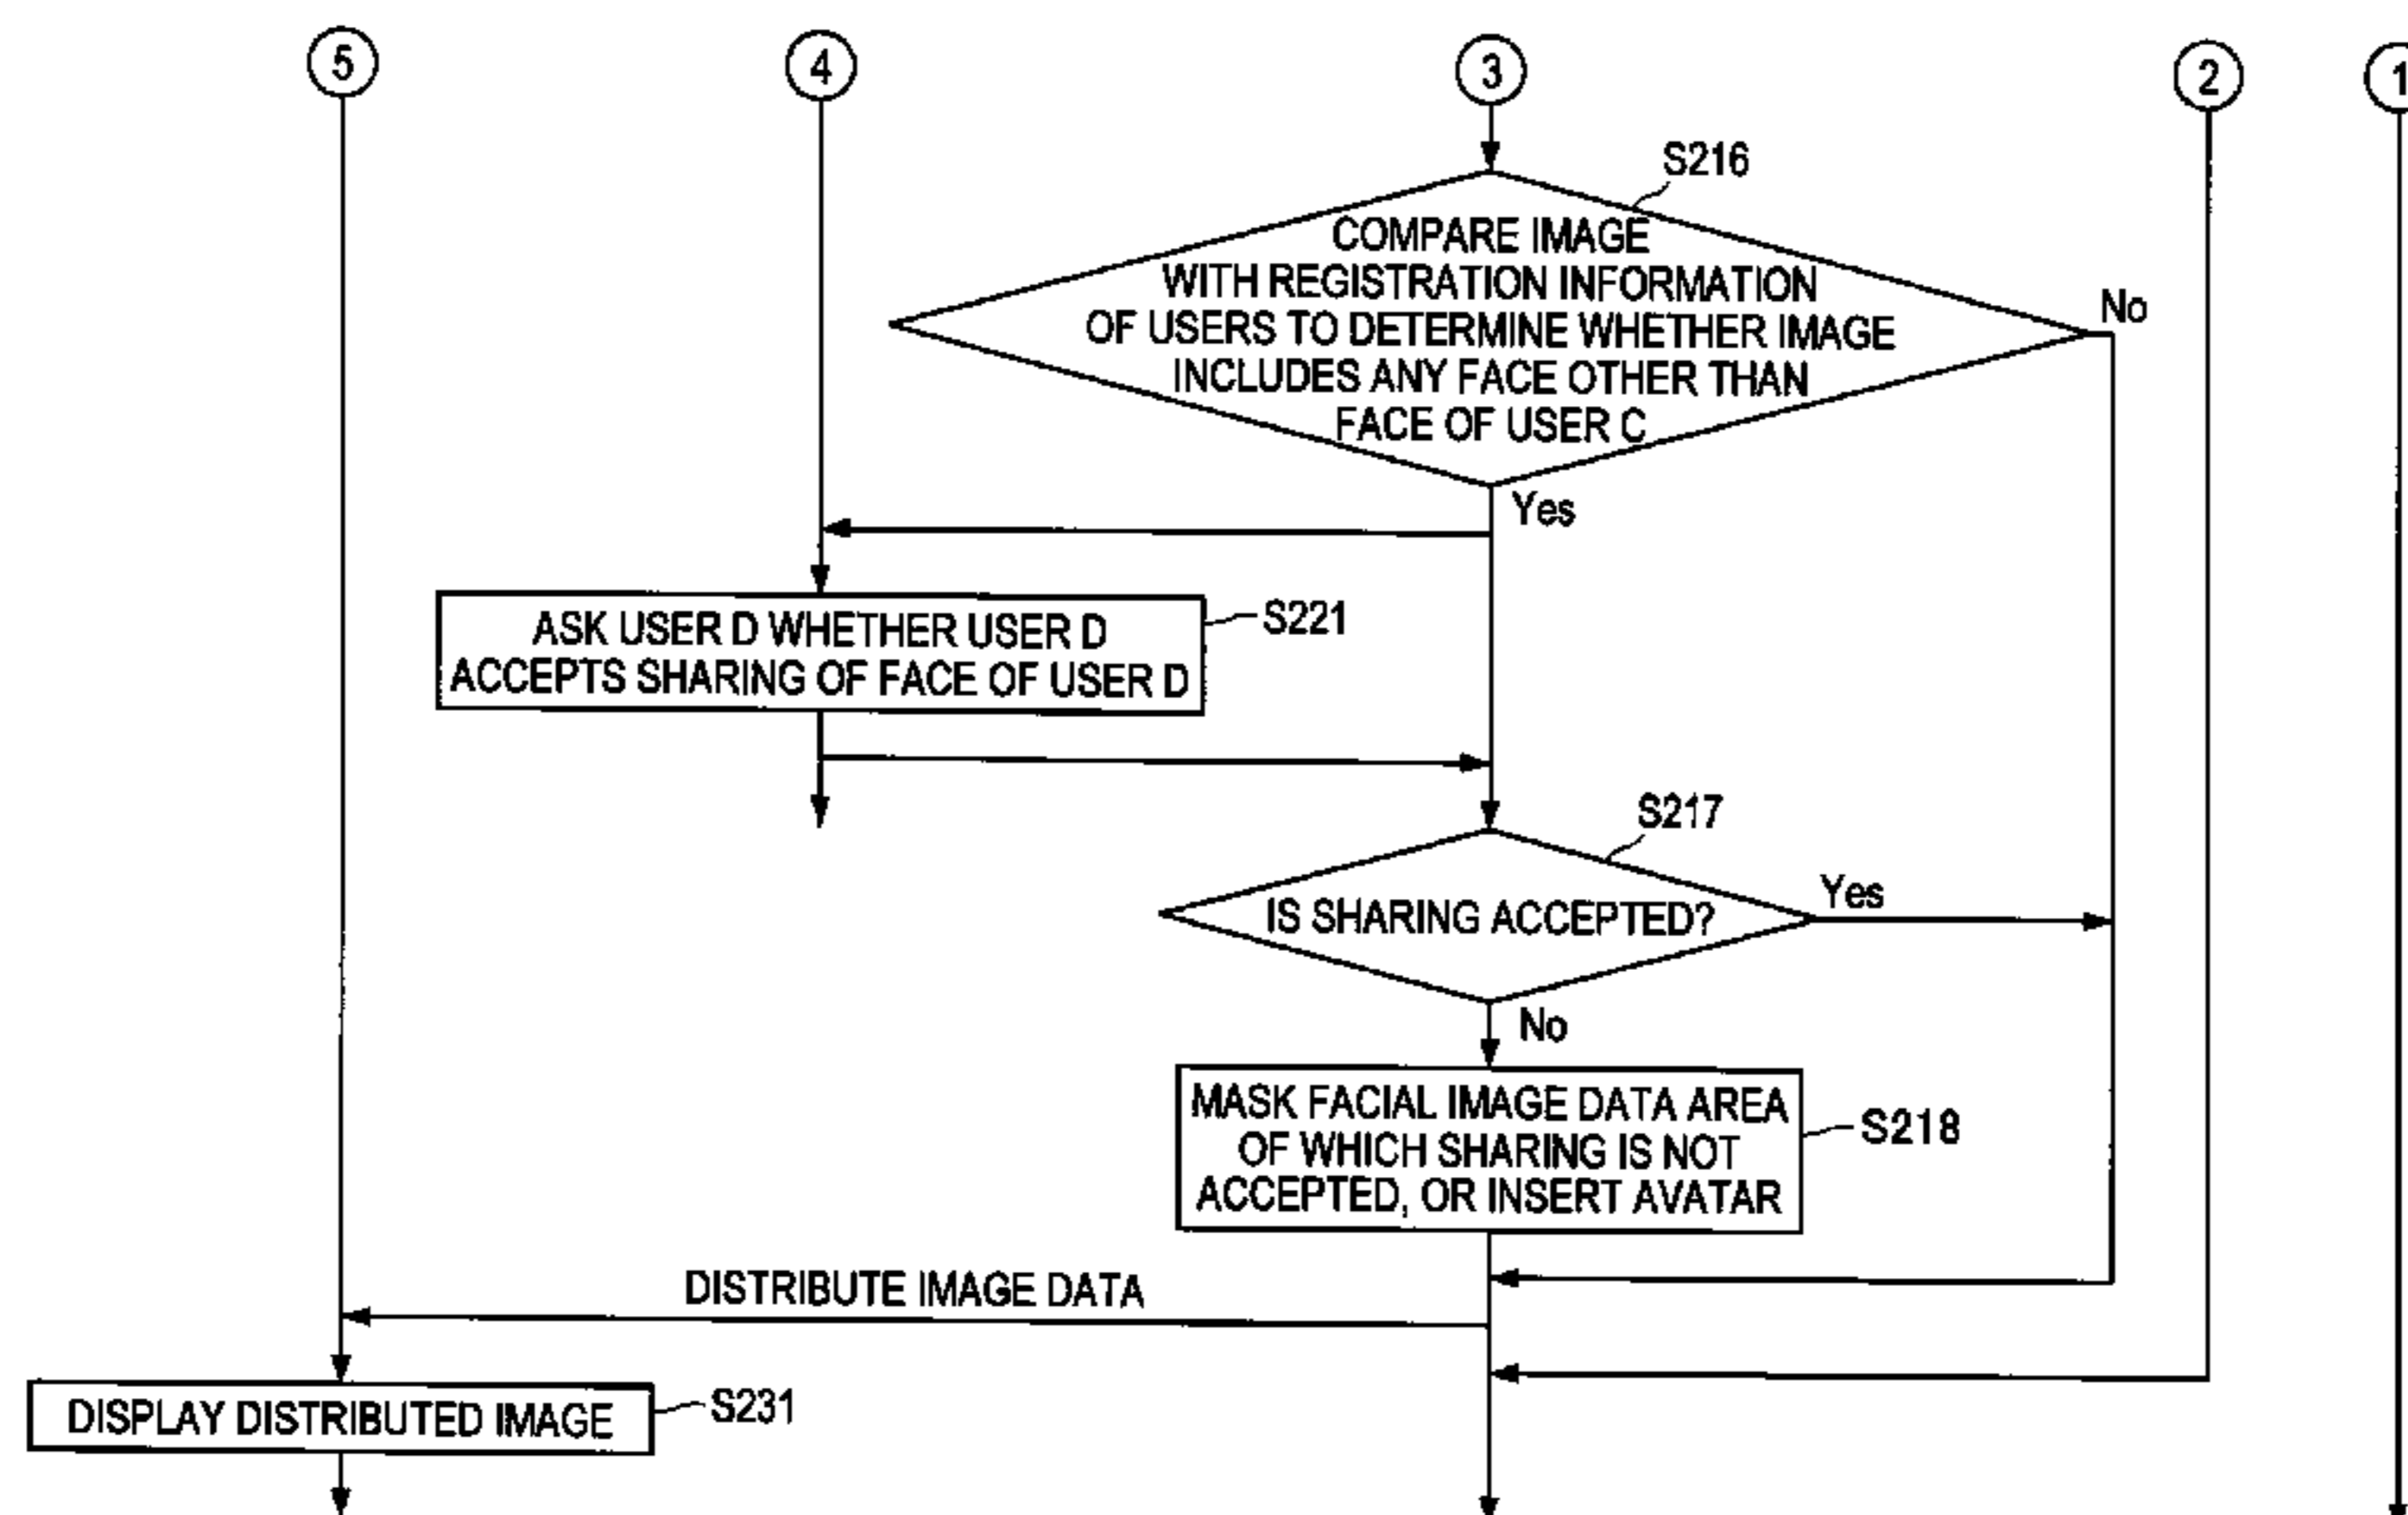 5
4
3
2
1
S216
COMPARE IMAGE
WITH REGISTRATION INFORMATION
OF USERS TO DETERMINE WHETHER IMAGE
INCLUDES ANY FACE OTHER THAN
FACE OF USER C
No
Yes
ASK USER D WHETHER USER D
ACCEPTS SHARING OF FACE OF USER D
S221
S217
IS SHARING ACCEPTED?
Yes
No
MASK FACIAL IMAGE DATA AREA
OF WHICH SHARING IS NOT
ACCEPTED, OR INSERT AVATAR
S218
DISTRIBUTE IMAGE DATA
DISPLAY DISTRIBUTED IMAGE
S231